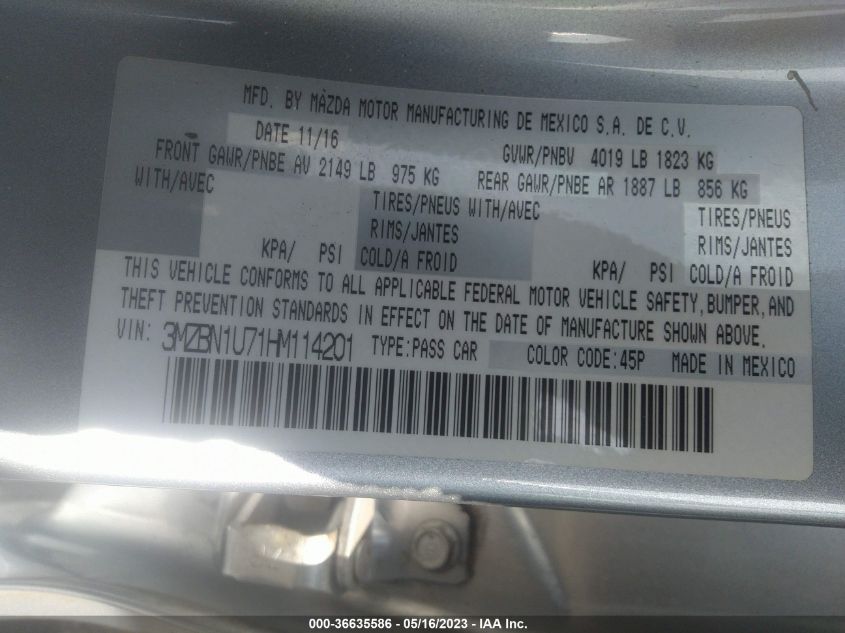 MFD. BY MAZDA MOTOR MANUFACTURING DE MEXICO S.A. DE C.V.
DATE 11/16 GVWR/PNBV 4019 LB 1823 KG
FRONT GAWR/PNBE AV 2149 LB 975 KG REAR GAWR/PNBE AR 1887 LB 856 KG
WITH/AVEC TIRES/PNEUS WITH/AVEC TIRES/PNEUS
RIMS/JANTES RIMS/JANTES
KPA/ PSI COLD/A FROID KPA/ PSI COLD/A FROID
THIS VEHICLE CONFORMS TO ALL APPLICABLE FEDERAL MOTOR VEHICLE SAFETY, BUMPER, AND
THEFT PREVENTION STANDARDS IN EFFECT ON THE DATE OF MANUFACTURE SHOWN ABOVE.
VIN: 3MZBN1U71HM114201 TYPE:PASS CAR COLOR CODE:45P MADE IN MEXICO
000-36635586 - 05/16/2023 - IAA Inc.